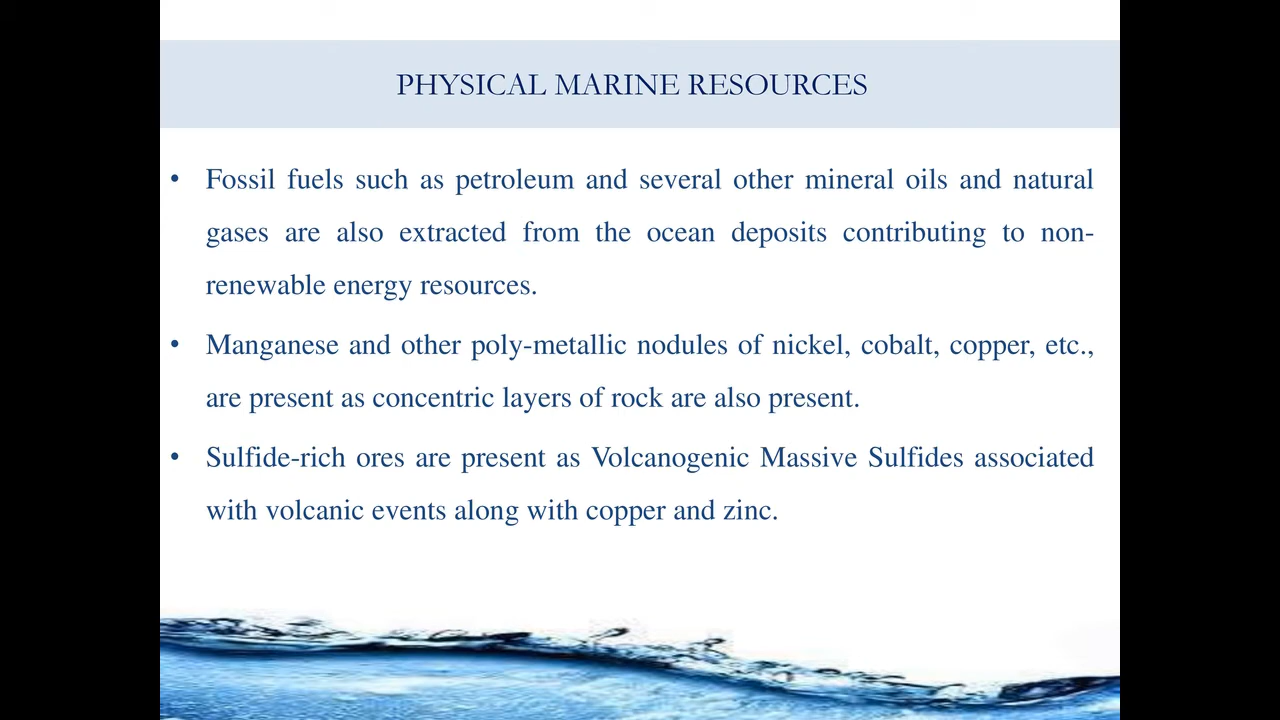 PHYSICAL MARINE RESOURCES
• Fossil fuels such as petroleum and several other mineral oils and natural
gases are also extracted from the ocean deposits contributing to non-
renewable energy resources.
• Manganese and other poly-metallic nodules of nickel, cobalt, copper, etc.,
are present as concentric layers of rock are also present.
• Sulfide-rich ores are present as Volcanogenic Massive Sulfides associated
with volcanic events along with copper and zinc.